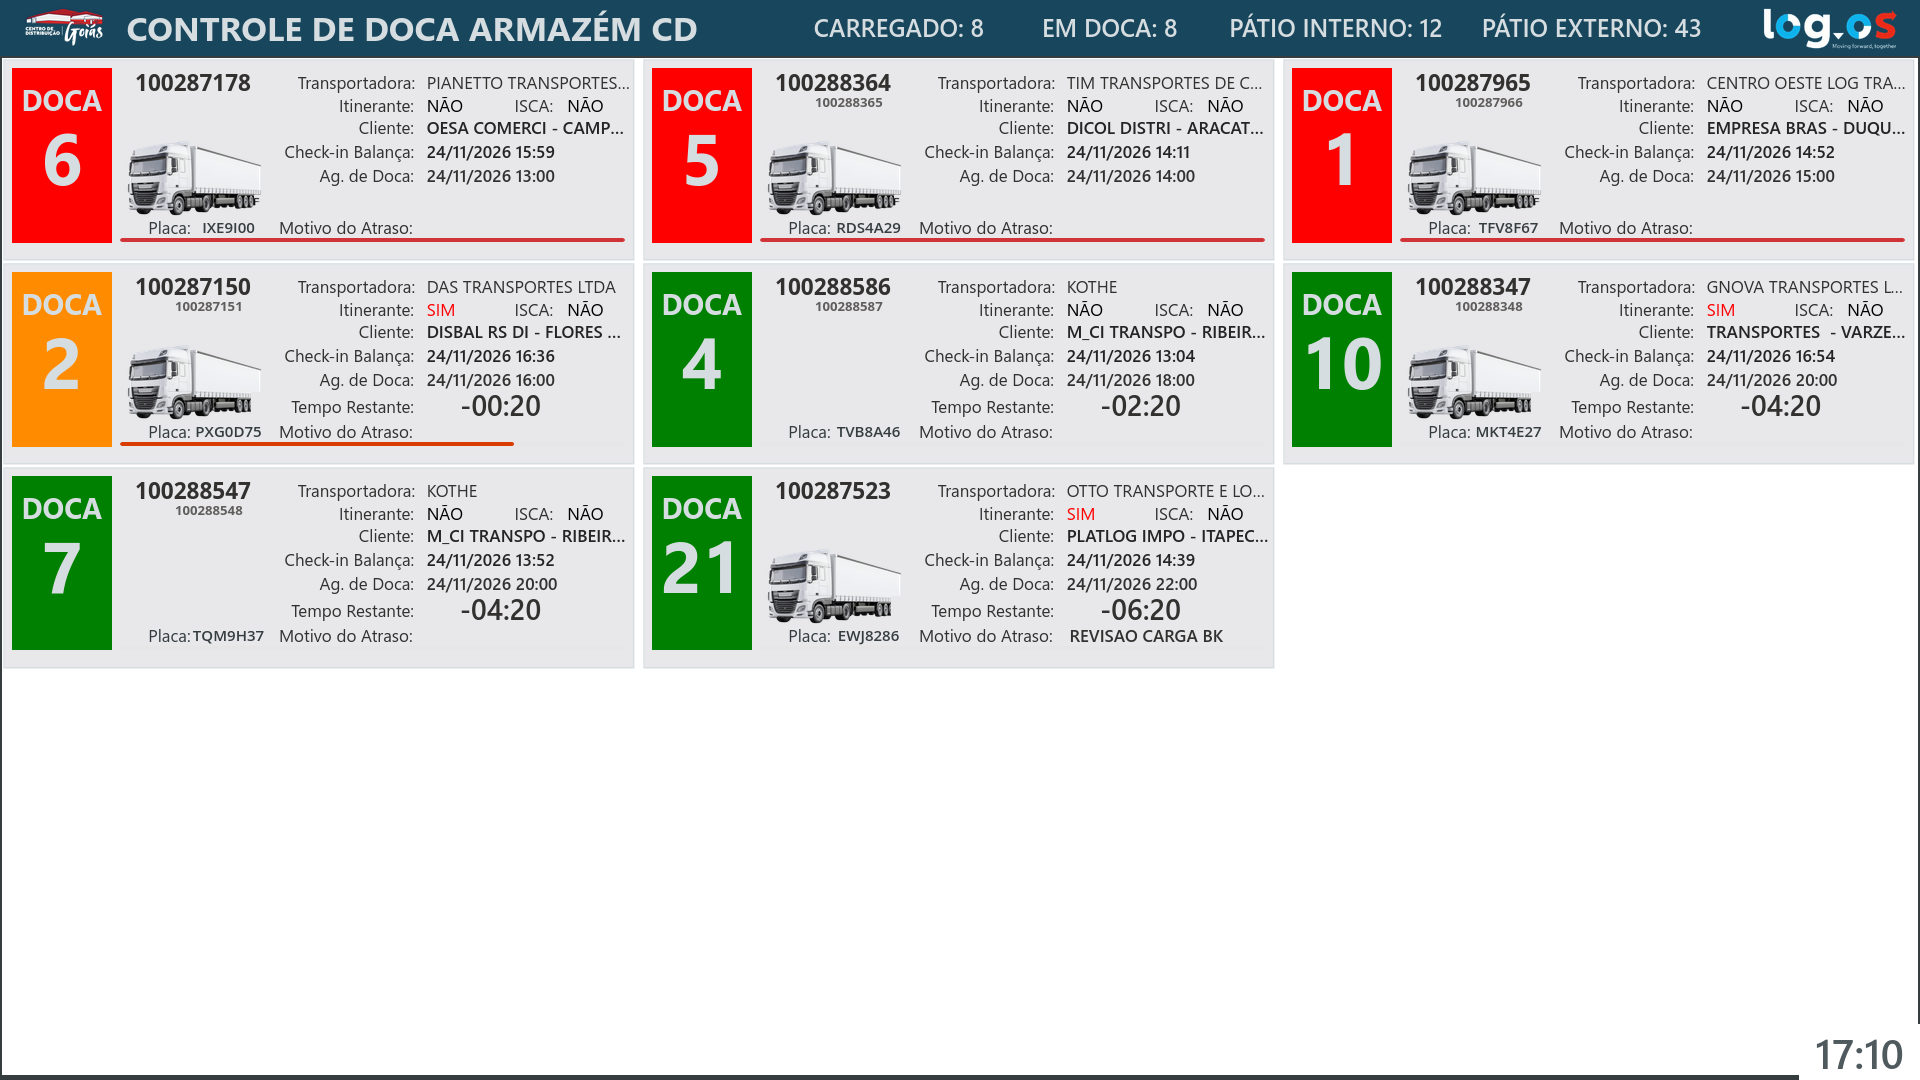 CENTRO DE DISTRIBUIÇÃO Goiás
CONTROLE DE DOCA ARMAZÉM CD
CARREGADO: 8
EM DOCA: 8
PÁTIO INTERNO: 12
PÁTIO EXTERNO: 43
log.os
Moving forward, together
DOCA
6
100287178
Transportadora: PIANETTO TRANSPORTES...
Itinerante: NÃO ISCA: NÃO
Cliente: OESA COMERCI - CAMP...
Check-in Balança: 24/11/2026 15:59
Ag. de Doca: 24/11/2026 13:00
Placa: IXE9I00 Motivo do Atraso:
DOCA
5
100288364
100288365
Transportadora: TIM TRANSPORTES DE C...
Itinerante: NÃO ISCA: NÃO
Cliente: DICOL DISTRI - ARACAT...
Check-in Balança: 24/11/2026 14:11
Ag. de Doca: 24/11/2026 14:00
Placa: RDS4A29 Motivo do Atraso:
DOCA
1
100287965
100287966
Transportadora: CENTRO OESTE LOG TRA...
Itinerante: NÃO ISCA: NÃO
Cliente: EMPRESA BRAS - DUQU...
Check-in Balança: 24/11/2026 14:52
Ag. de Doca: 24/11/2026 15:00
Placa: TFV8F67 Motivo do Atraso:
DOCA
2
100287150
100287151
Transportadora: DAS TRANSPORTES LTDA
Itinerante: SIM ISCA: NÃO
Cliente: DISBAL RS DI - FLORES ...
Check-in Balança: 24/11/2026 16:36
Ag. de Doca: 24/11/2026 16:00
Tempo Restante: -00:20
Placa: PXG0D75 Motivo do Atraso:
DOCA
4
100288586
100288587
Transportadora: KOTHE
Itinerante: NÃO ISCA: NÃO
Cliente: M_CI TRANSPO - RIBEIR...
Check-in Balança: 24/11/2026 13:04
Ag. de Doca: 24/11/2026 18:00
Tempo Restante: -02:20
Placa: TVB8A46 Motivo do Atraso:
DOCA
10
100288347
100288348
Transportadora: GNOVA TRANSPORTES L...
Itinerante: SIM ISCA: NÃO
Cliente: TRANSPORTES - VARZE...
Check-in Balança: 24/11/2026 16:54
Ag. de Doca: 24/11/2026 20:00
Tempo Restante: -04:20
Placa: MKT4E27 Motivo do Atraso:
DOCA
7
100288547
100288548
Transportadora: KOTHE
Itinerante: NÃO ISCA: NÃO
Cliente: M_CI TRANSPO - RIBEIR...
Check-in Balança: 24/11/2026 13:52
Ag. de Doca: 24/11/2026 20:00
Tempo Restante: -04:20
Placa: TQM9H37 Motivo do Atraso:
DOCA
21
100287523
Transportadora: OTTO TRANSPORTE E LO...
Itinerante: SIM ISCA: NÃO
Cliente: PLATLOG IMPO - ITAPEC...
Check-in Balança: 24/11/2026 14:39
Ag. de Doca: 24/11/2026 22:00
Tempo Restante: -06:20
Placa: EWJ8286 Motivo do Atraso: REVISAO CARGA BK
17:10